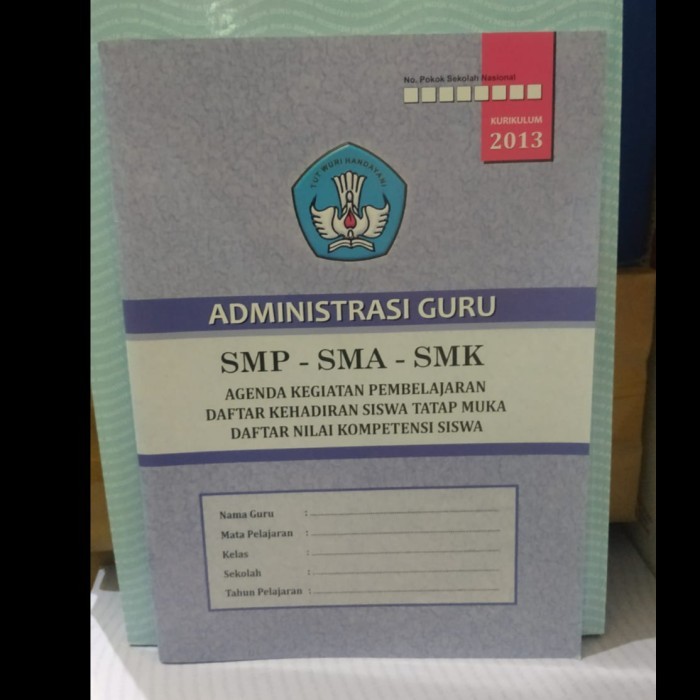 No. Pokok Sekolah Nasional
KURIKULUM
2013
TUT WURI HANDAYANI
ADMINISTRASI GURU
SMP - SMA - SMK
AGENDA KEGIATAN PEMBELAJARAN
DAFTAR KEHADIRAN SISWA TATAP MUKA
DAFTAR NILAI KOMPETENSI SISWA
Nama Guru :
Mata Pelajaran :
Kelas :
Sekolah :
Tahun Pelajaran :